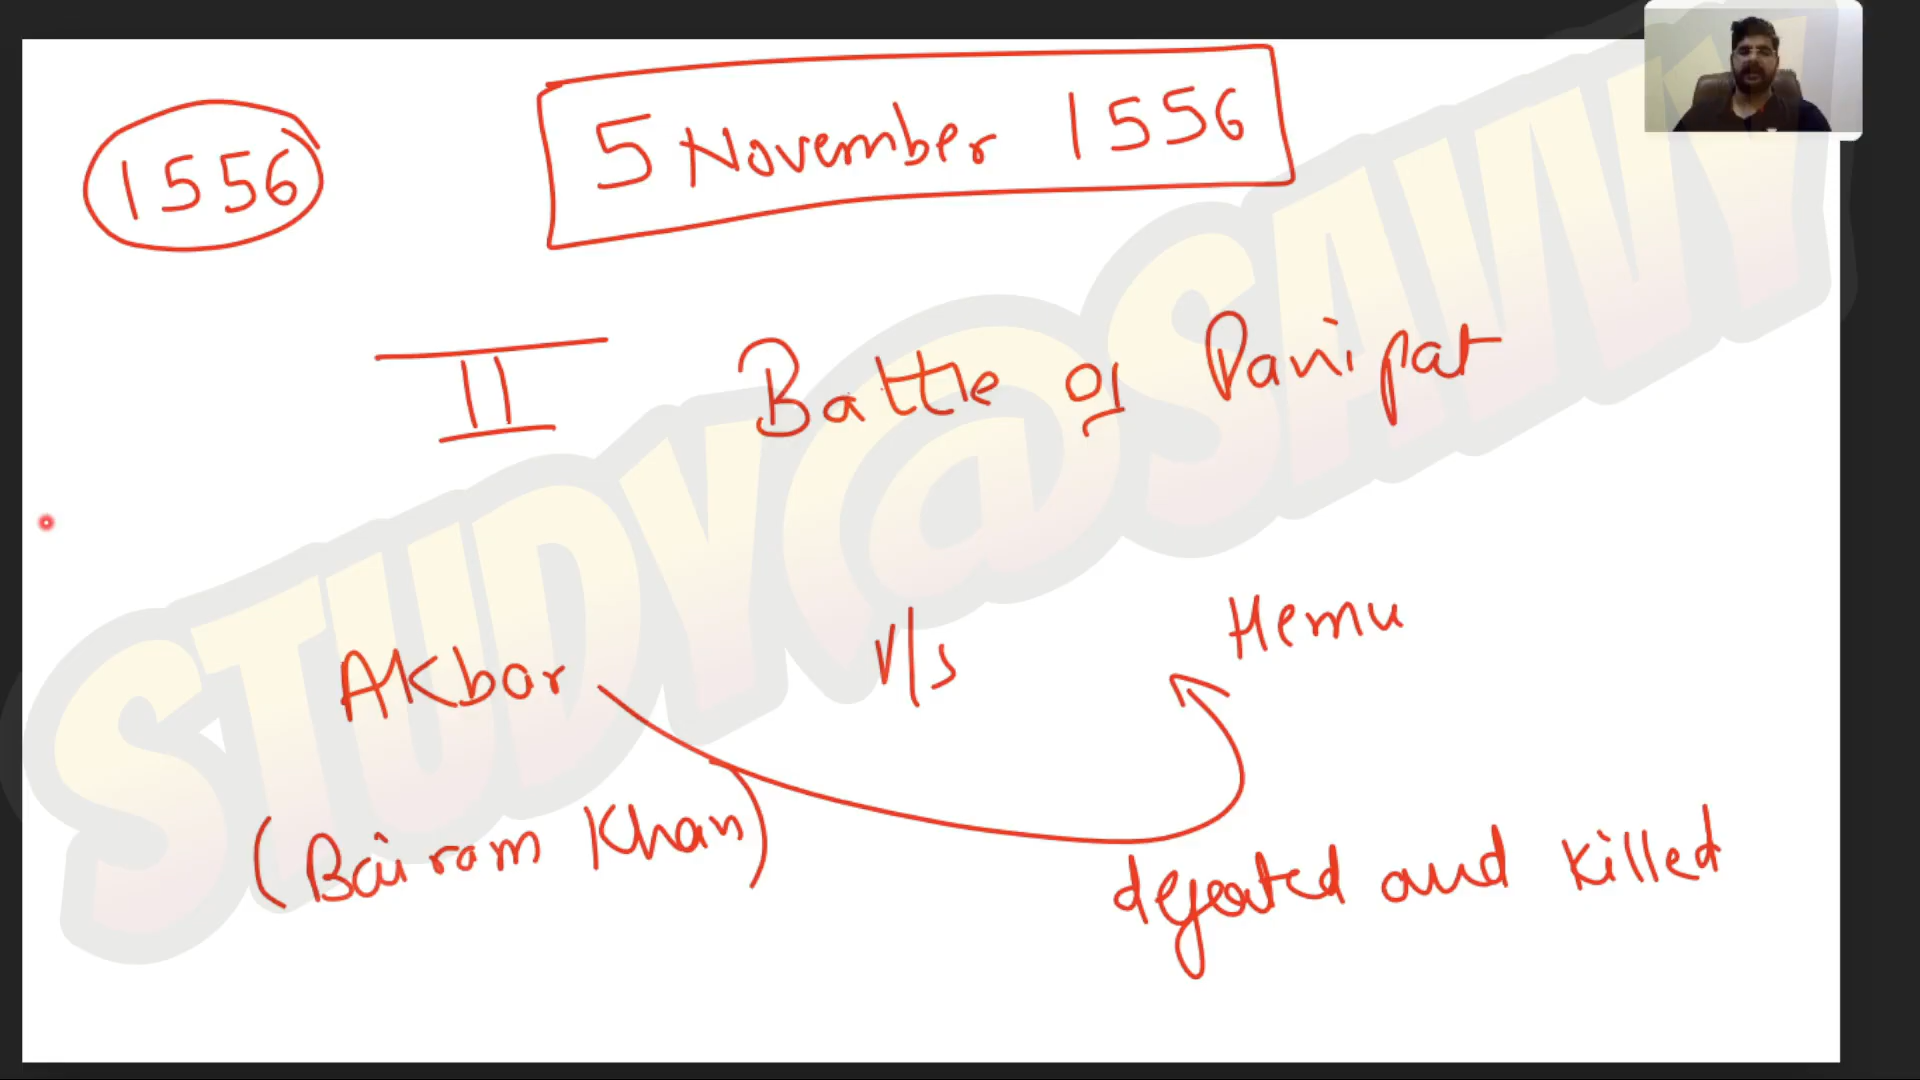 1556
5 November 1556
II Battle of Panipat
Akbar v/s Hemu
(Bairam Khan)
defeated and killed
STUDY@SAVVY